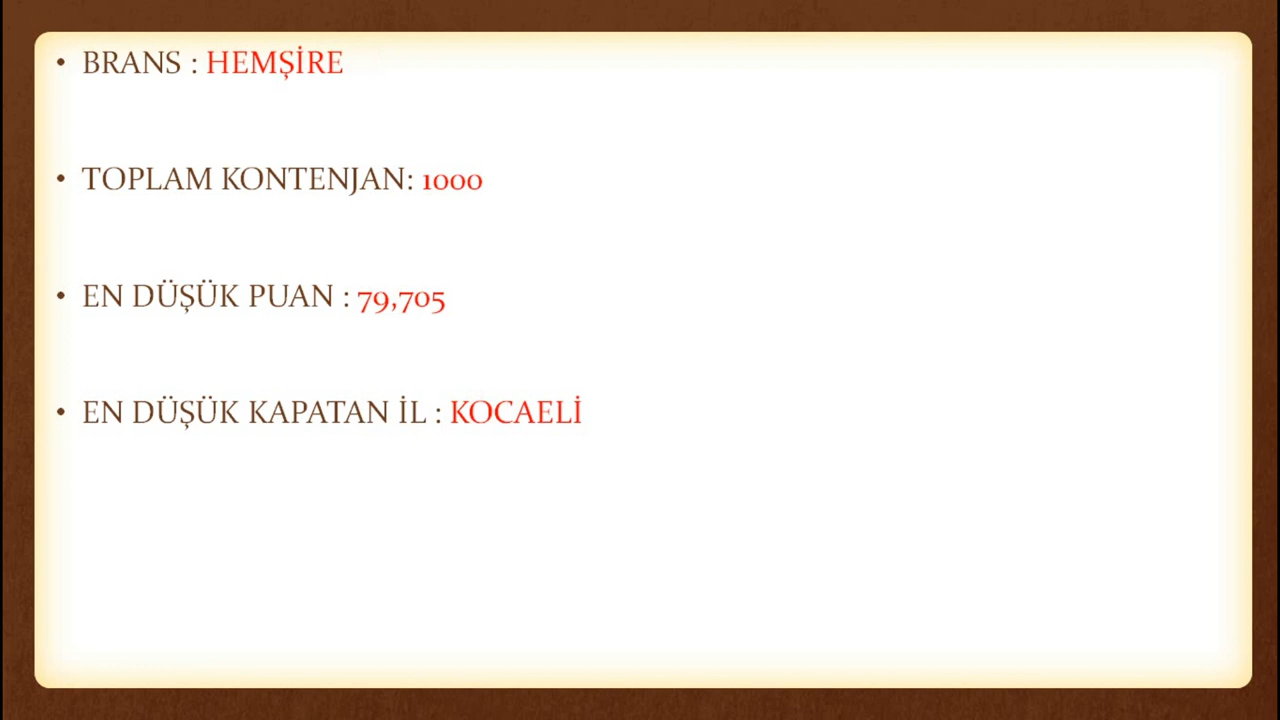 • BRANS : HEMŞİRE
• TOPLAM KONTENJAN: 1000
• EN DÜŞÜK PUAN : 79,705
• EN DÜŞÜK KAPATAN İL : KOCAELİ